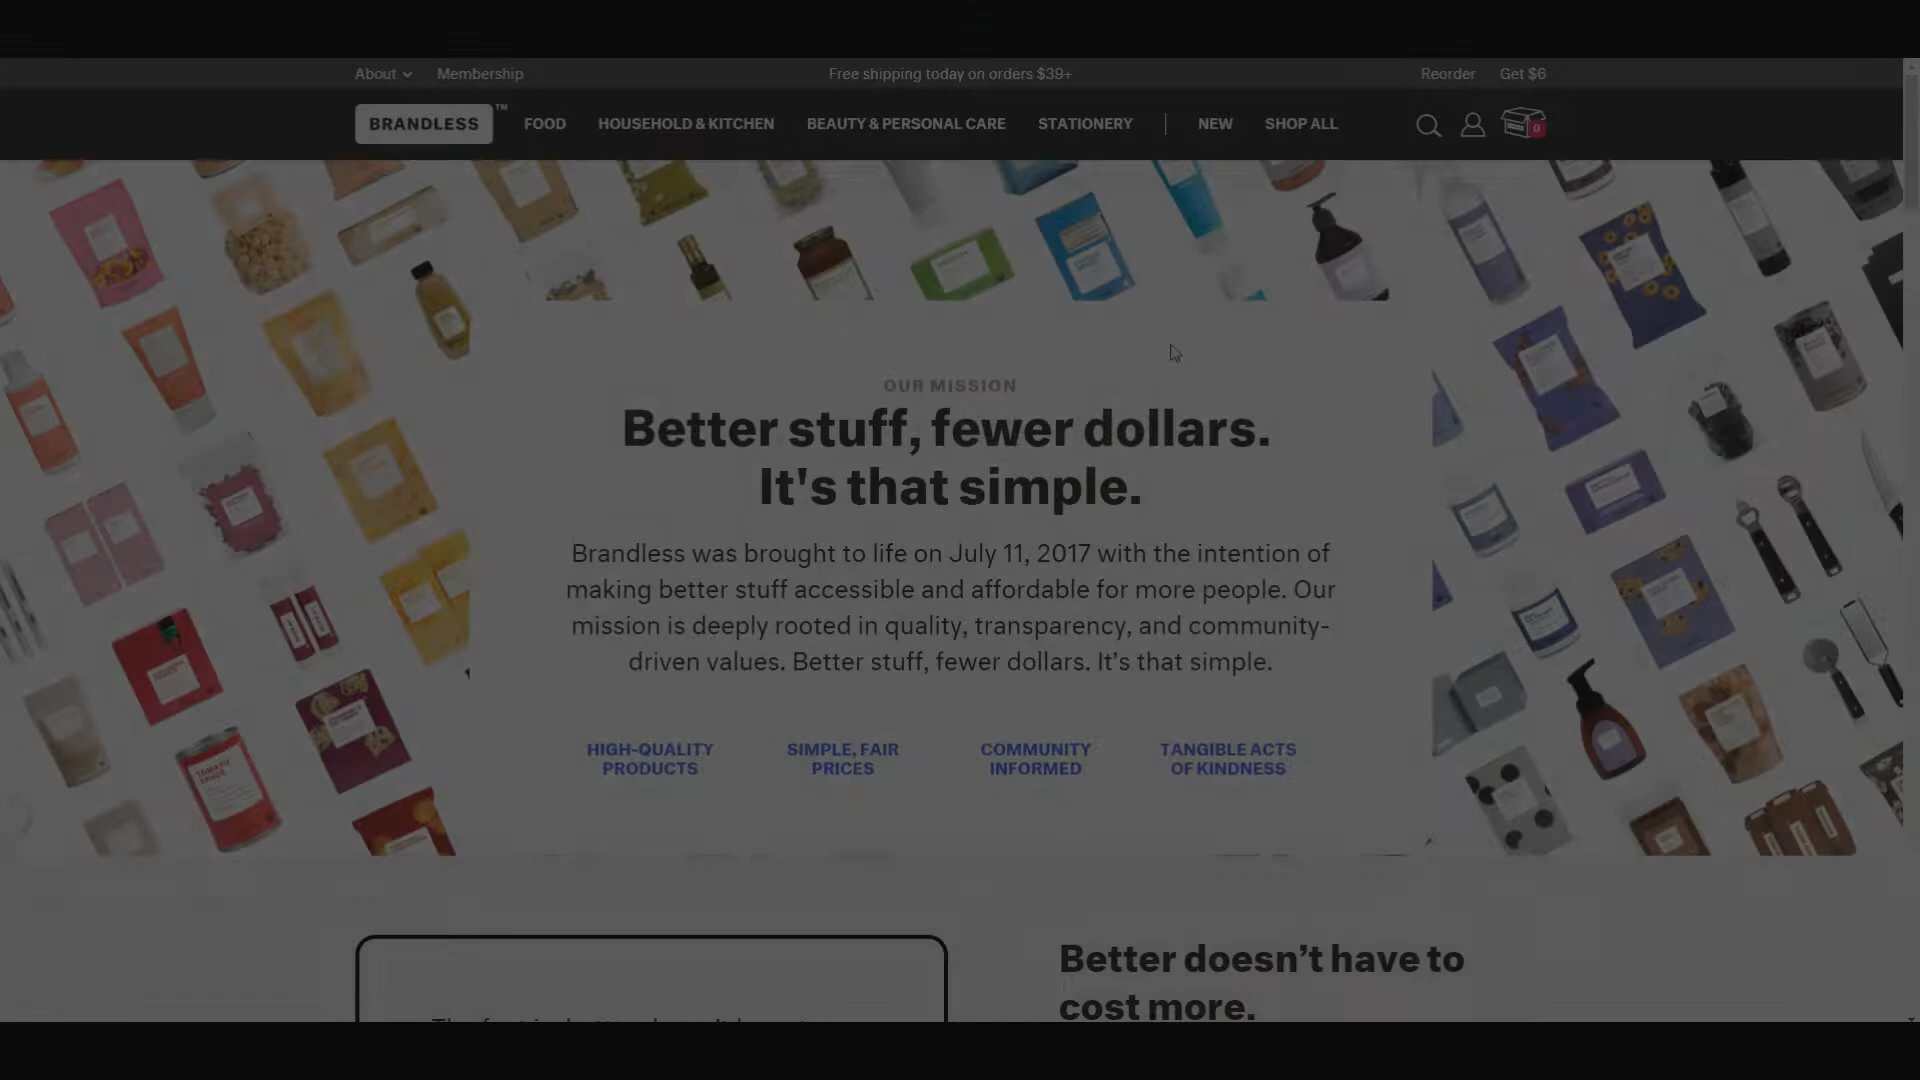 About
Membership
Free shipping today on orders $39+
Reorder
Get $6
BRANDLESS™
FOOD
HOUSEHOLD & KITCHEN
BEAUTY & PERSONAL CARE
STATIONERY
NEW
SHOP ALL
0
OUR MISSION
Better stuff, fewer dollars.
It's that simple.
Brandless was brought to life on July 11, 2017 with the intention of
making better stuff accessible and affordable for more people. Our
mission is deeply rooted in quality, transparency, and community-
driven values. Better stuff, fewer dollars. It's that simple.
HIGH-QUALITY
PRODUCTS
SIMPLE, FAIR
PRICES
COMMUNITY
INFORMED
TANGIBLE ACTS
OF KINDNESS
TOMATO
SAUCE
Better doesn't have to
cost more.